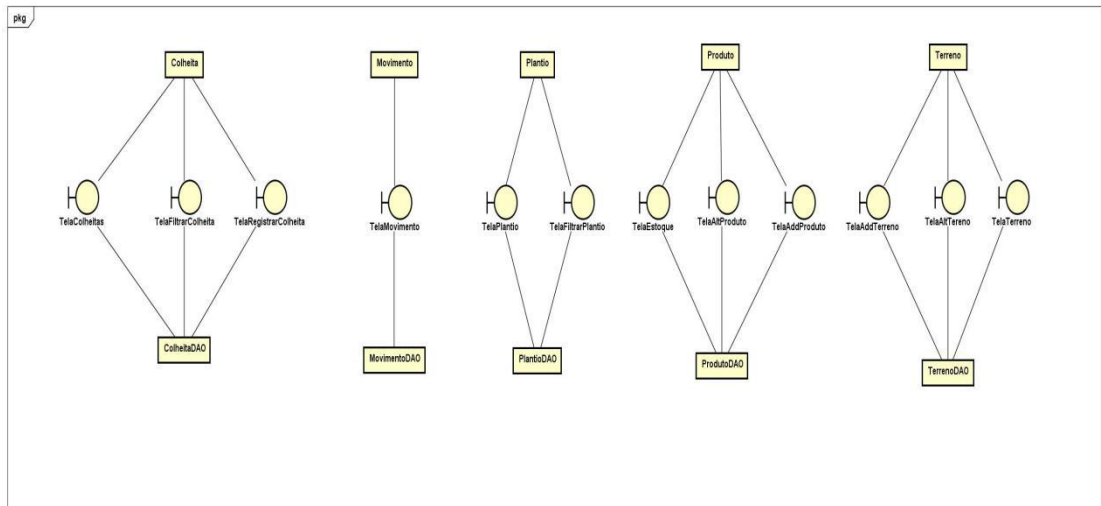 pkg
Colheita
Movimento
Plantio
Produto
Terreno
TelaColheitas
TelaFiltrarColheita
TelaRegistrarColheita
TelaMovimento
TelaPlantio
TelaFiltrarPlantio
TelaEstoque
TelaAltProduto
TelaAddProduto
TelaAddTerreno
TelaAltTereno
TelaTerreno
ColheitaDAO
MovimentoDAO
PlantioDAO
ProdutoDAO
TerrenoDAO